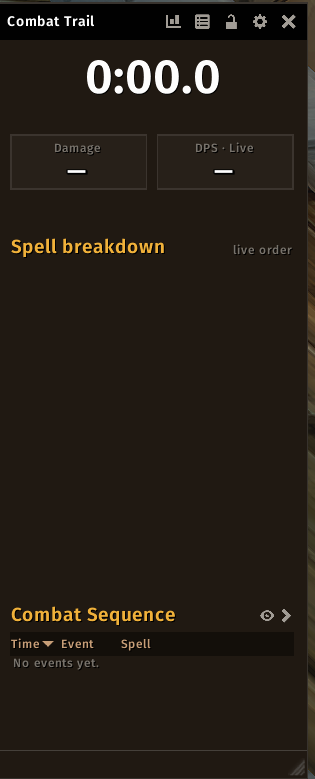 Combat Trail
0:00.0
Damage
—
DPS · Live
—
Spell breakdown
live order
Combat Sequence
Time Event Spell
No events yet.